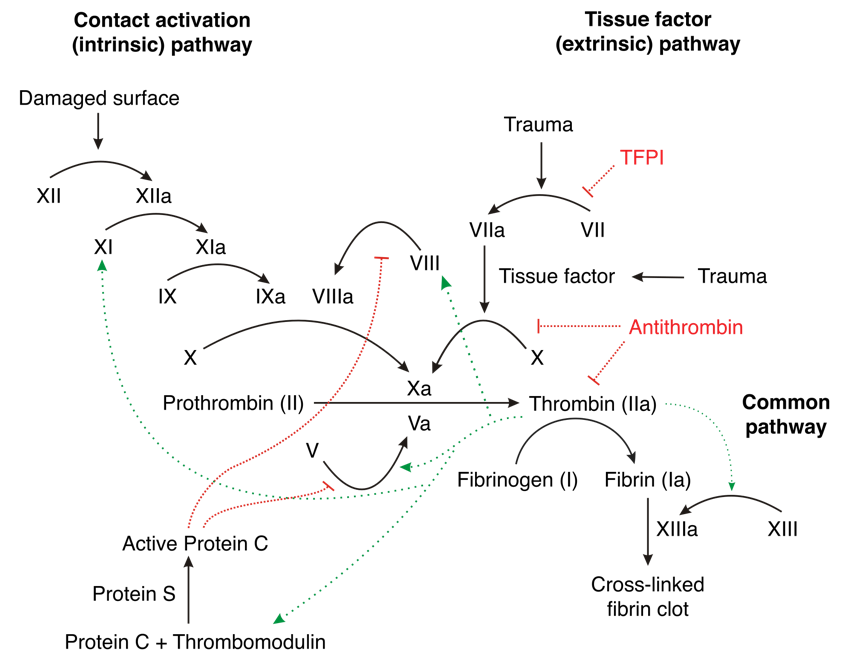 Contact activation
(intrinsic) pathway
Tissue factor
(extrinsic) pathway
Damaged surface
Trauma
TFPI
XII
XIIa
VIIa
VII
XI
XIa
VIII
Tissue factor
Trauma
IX
IXa
VIIIa
Antithrombin
X
X
Xa
Prothrombin (II)
Thrombin (IIa)
Common
pathway
Va
V
Fibrinogen (I)
Fibrin (Ia)
XIIIa
XIII
Active Protein C
Cross-linked
fibrin clot
Protein S
Protein C + Thrombomodulin